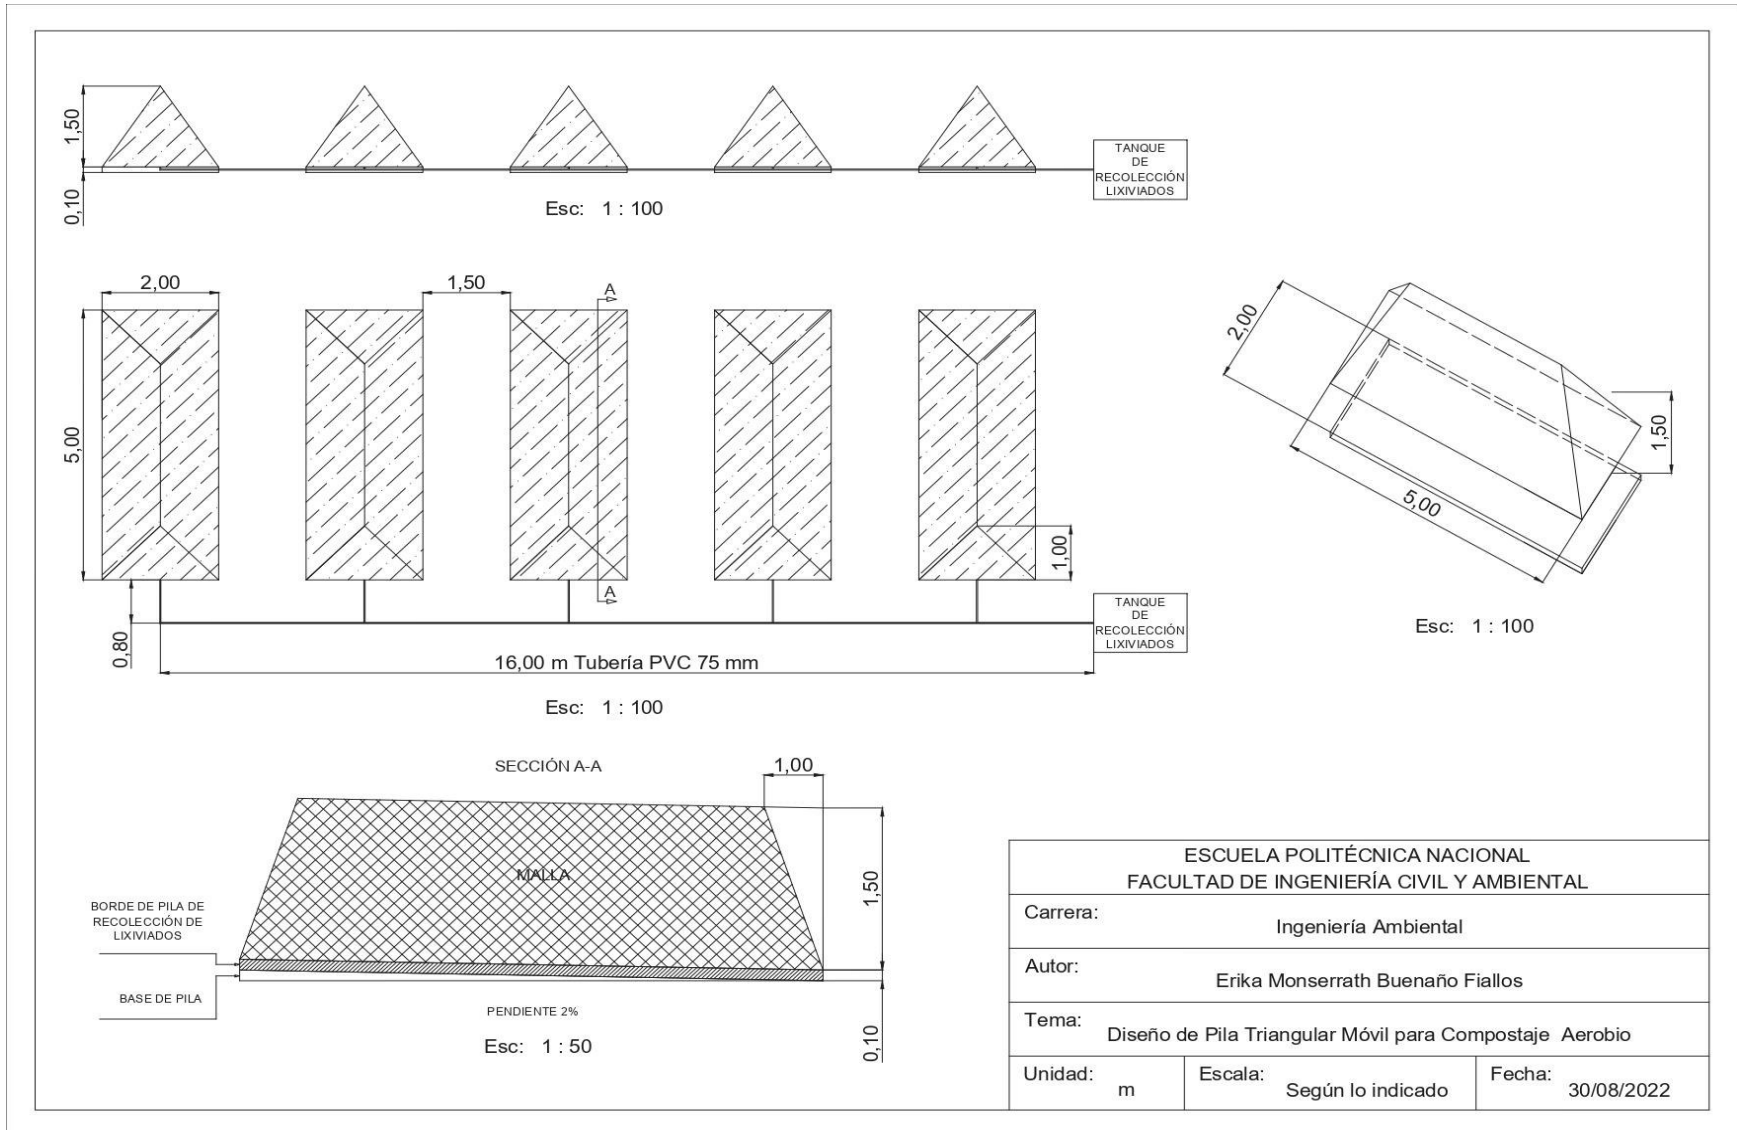 1,50
0,10
TANQUE
DE
RECOLECCIÓN
LIXIVIADOS
Esc: 1 : 100
2,00
1,50
A
5,00
A
1,00
0,80
TANQUE
DE
RECOLECCIÓN
LIXIVIADOS
16,00 m Tubería PVC 75 mm
Esc: 1 : 100
2,00
1,50
5,00
Esc: 1 : 100
SECCIÓN A-A
1,00
MALLA
1,50
BORDE DE PILA DE
RECOLECCIÓN DE
LIXIVIADOS
BASE DE PILA
PENDIENTE 2%
0,10
Esc: 1 : 50
ESCUELA POLITÉCNICA NACIONAL
FACULTAD DE INGENIERÍA CIVIL Y AMBIENTAL
Carrera:
Ingeniería Ambiental
Autor:
Erika Monserrath Buenaño Fiallos
Tema:
Diseño de Pila Triangular Móvil para Compostaje Aerobio
Unidad:
m
Escala:
Según lo indicado
Fecha:
30/08/2022